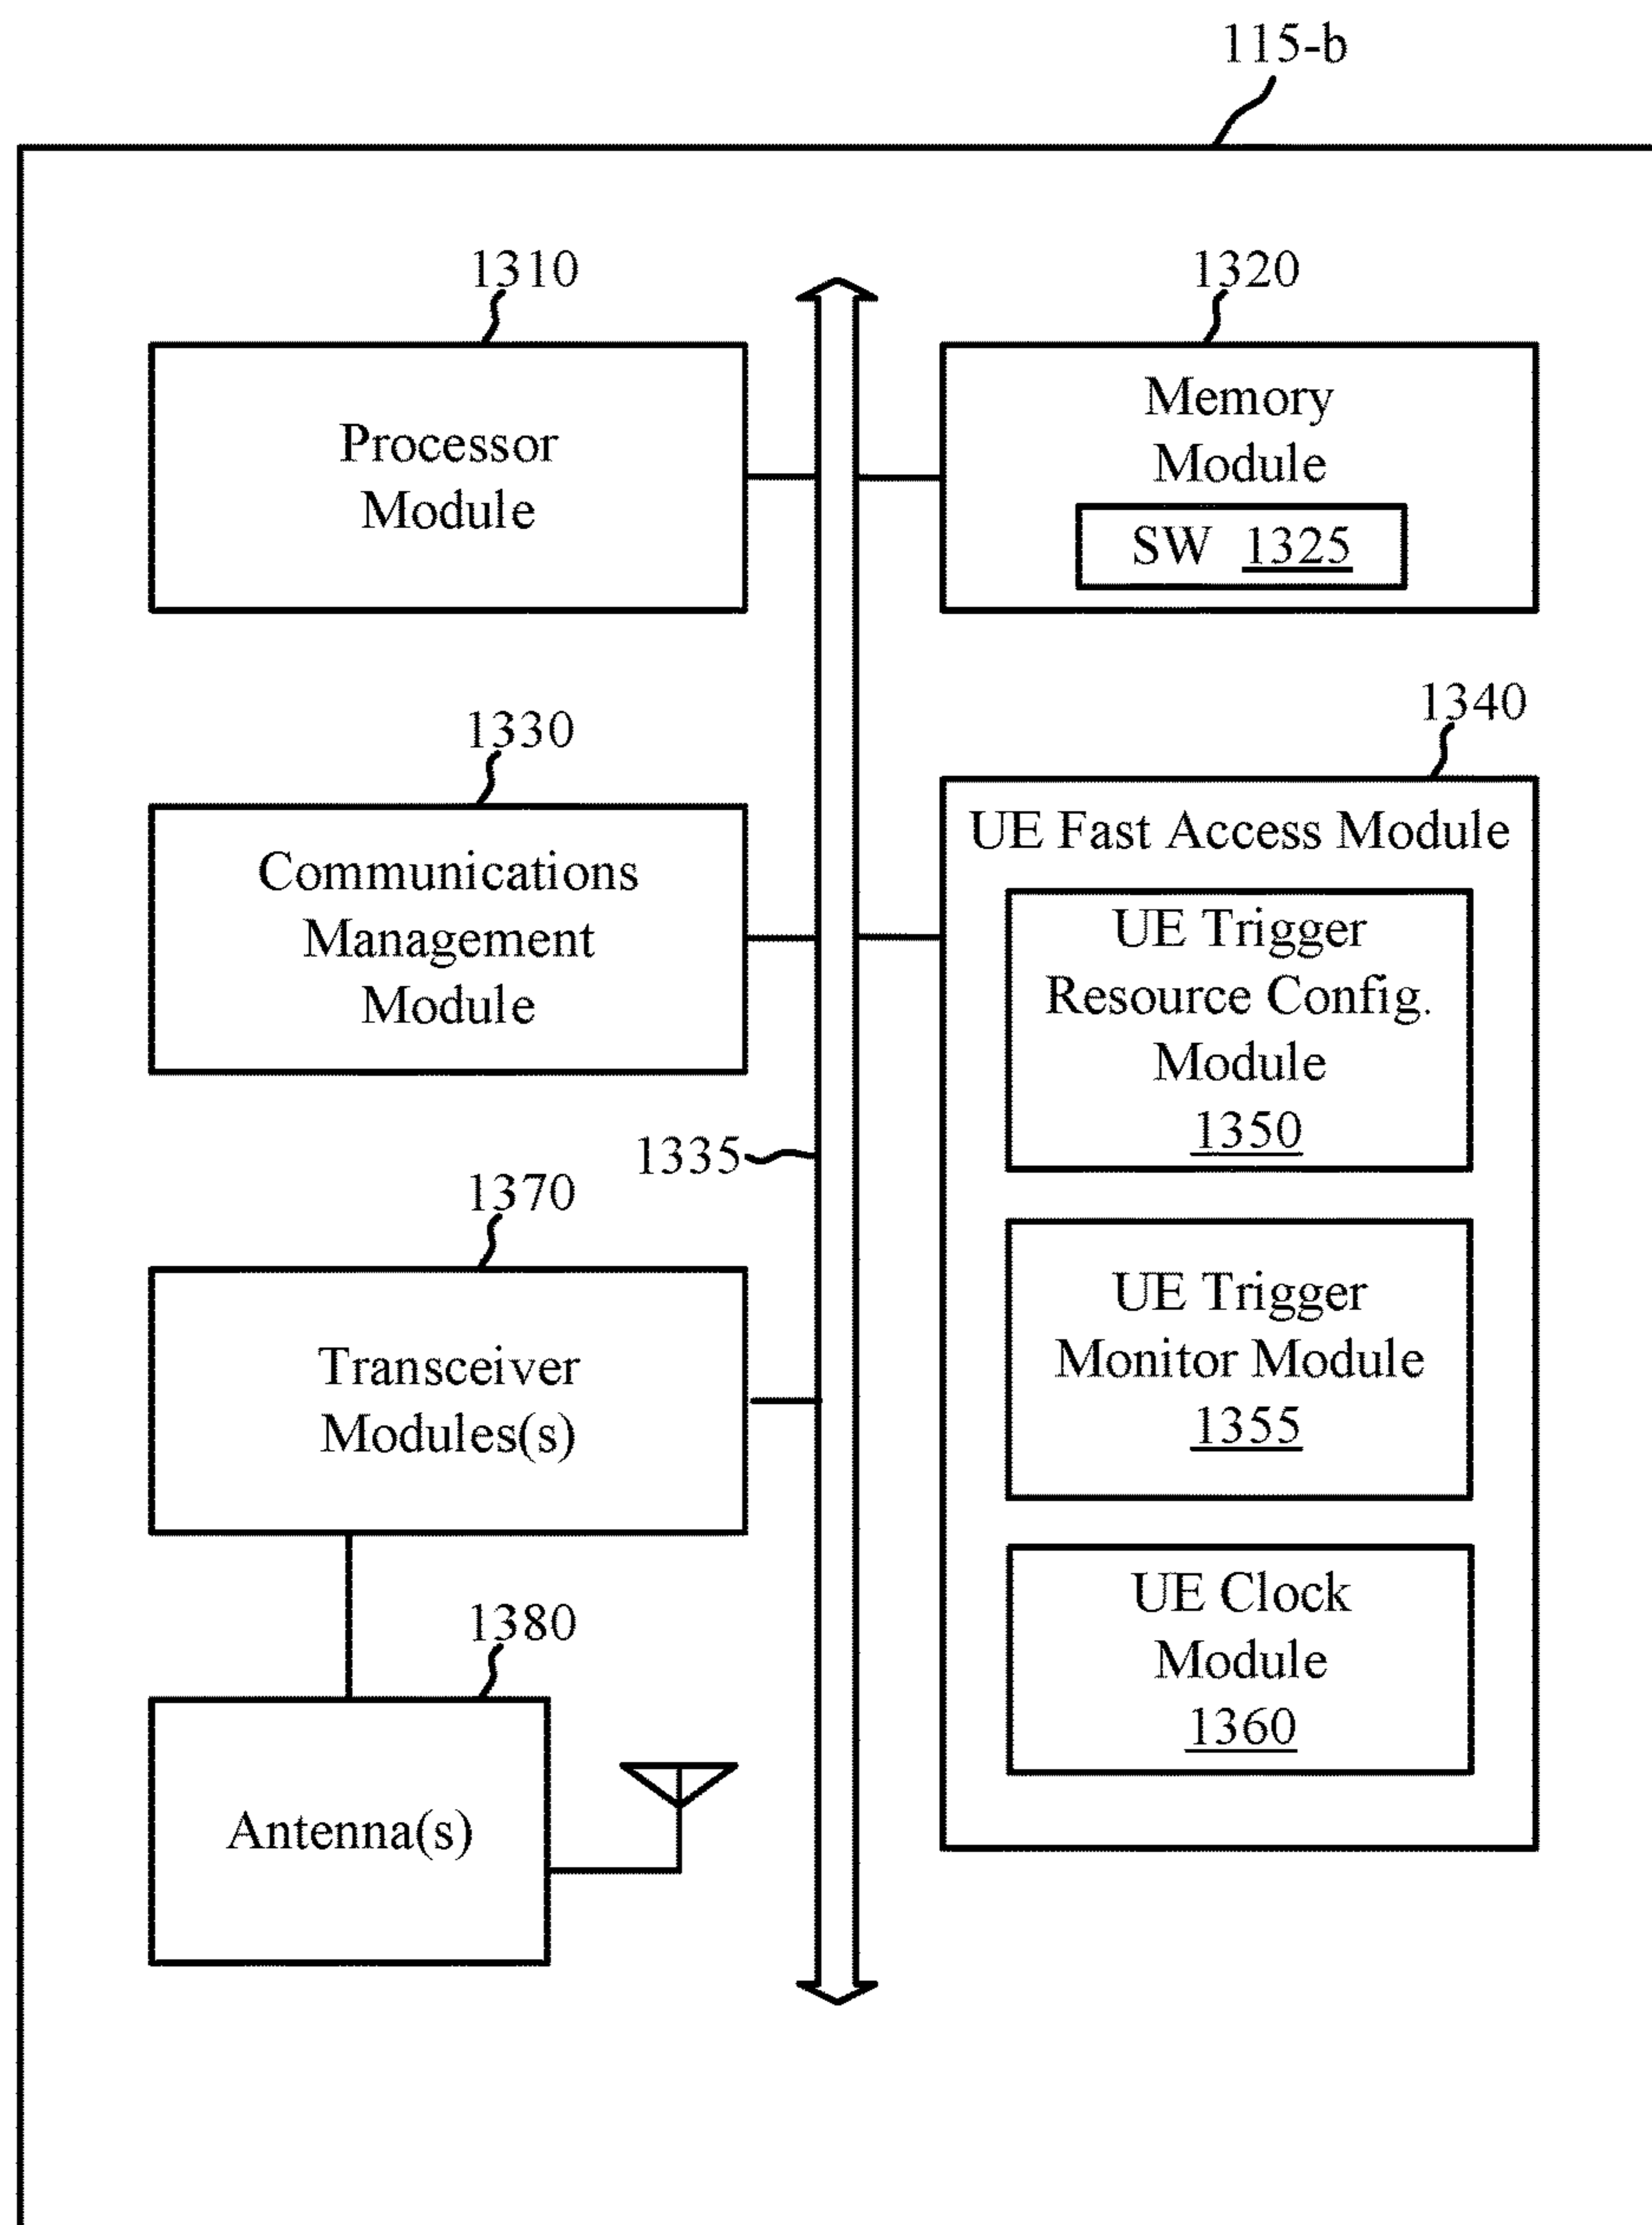 115-b
1310
Processor
Module
1320
Memory
Module
SW 1325
1330
Communications
Management
Module
1335
1340
UE Fast Access Module
UE Trigger
Resource Config.
Module
1350
UE Trigger
Monitor Module
1355
UE Clock
Module
1360
1370
Transceiver
Modules(s)
1380
Antenna(s)